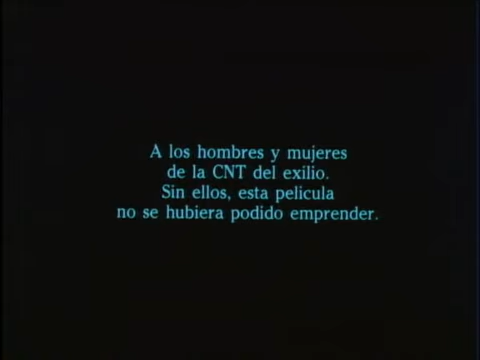 A los hombres y mujeres
de la CNT del exilio.
Sin ellos, esta pelicula
no se hubiera podido emprender.